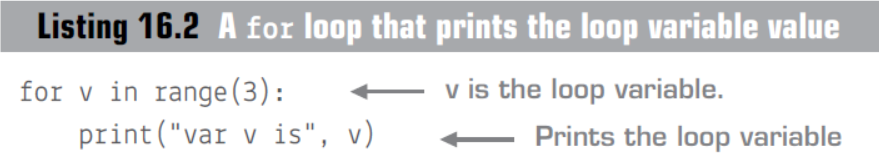 Listing 16.2 A for loop that prints the loop variable value
for v in range(3): v is the loop variable.
print("var v is", v) Prints the loop variable